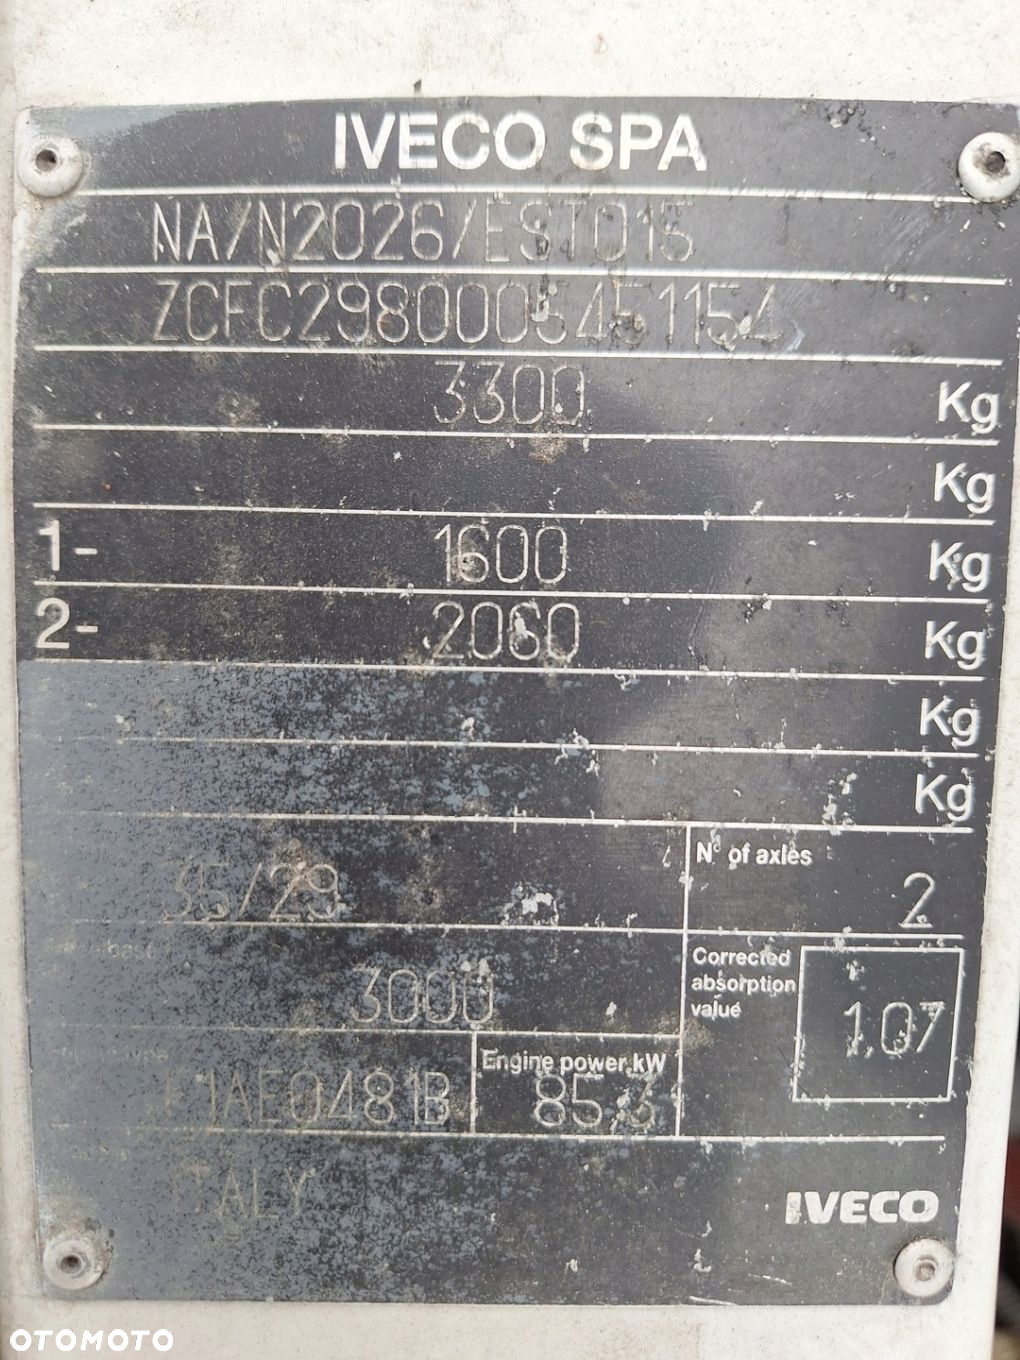 IVECO SPA
NA/N2026/EST015
ZCFC2980005451154
3300 Kg
Kg
1- 1600 Kg
2- 2060 Kg
Kg
Kg
35/29
N° of axles
2
3000
Corrected absorption value
1,07
F1AE0481B
Engine power kW
85,3
ITALY
IVECO
OTOMOTO